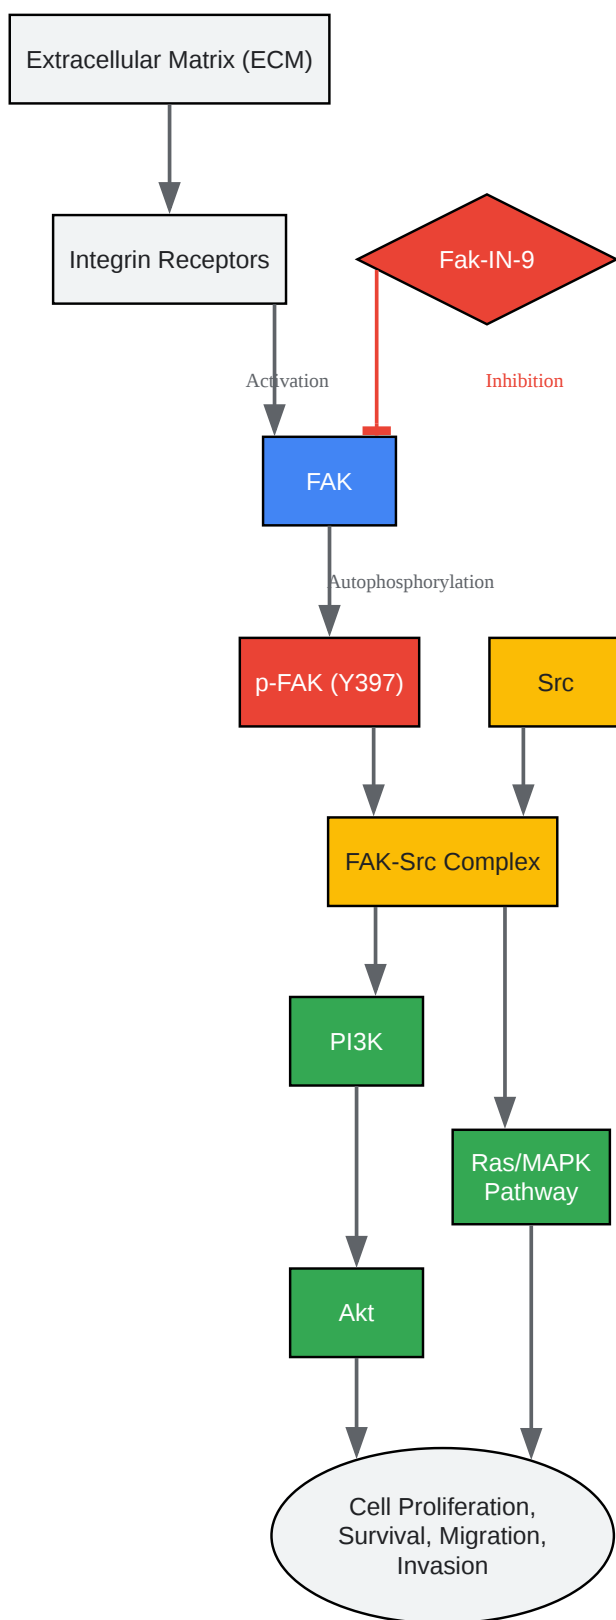 Extracellular Matrix (ECM)
Integrin Receptors
Fak-IN-9
Activation
Inhibition
FAK
Autophosphorylation
p-FAK (Y397)
Src
FAK-Src Complex
PI3K
Ras/MAPK
Pathway
Akt
Cell Proliferation,
Survival, Migration,
Invasion